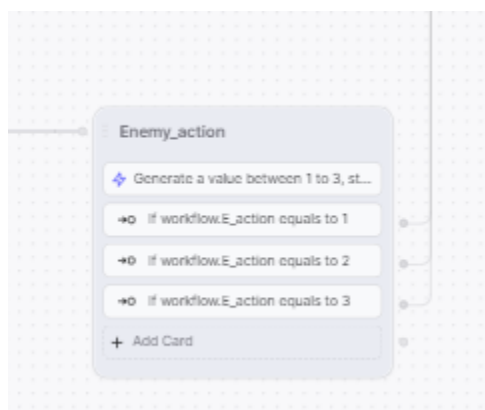 Enemy_action
Generate a value between 1 to 3, st...
If workflow.E_action equals to 1
If workflow.E_action equals to 2
If workflow.E_action equals to 3
+ Add Card